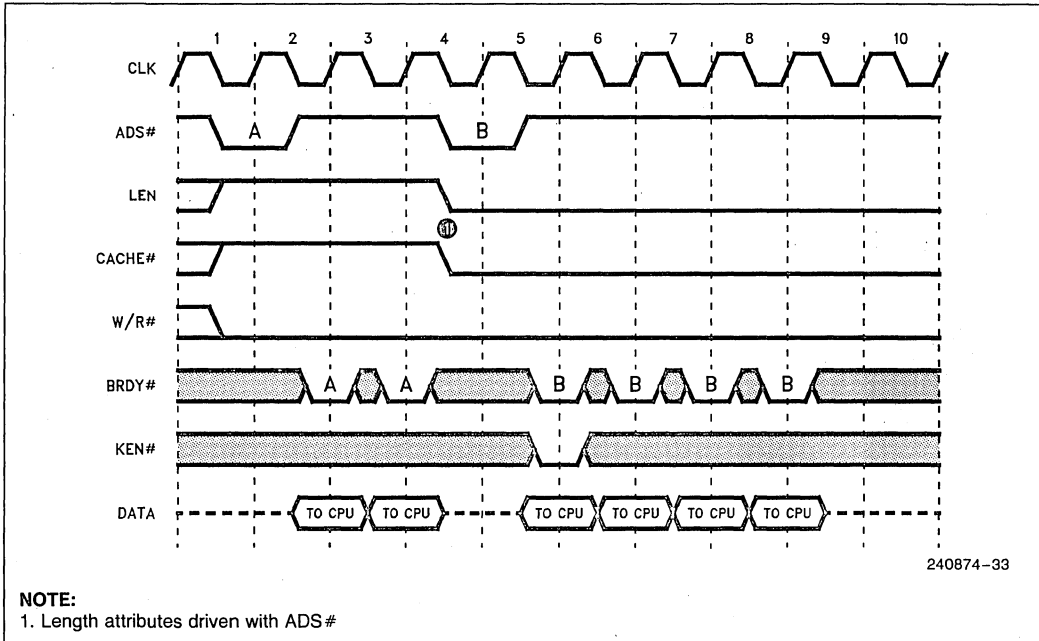 1 2 3 4 5 6 7 8 9 10
CLK
ADS# A B
LEN
1
CACHE#
W/R#
BRDY# A A B B B B
KEN#
DATA TO CPU TO CPU TO CPU TO CPU TO CPU TO CPU
240874-33
NOTE:
1. Length attributes driven with ADS#